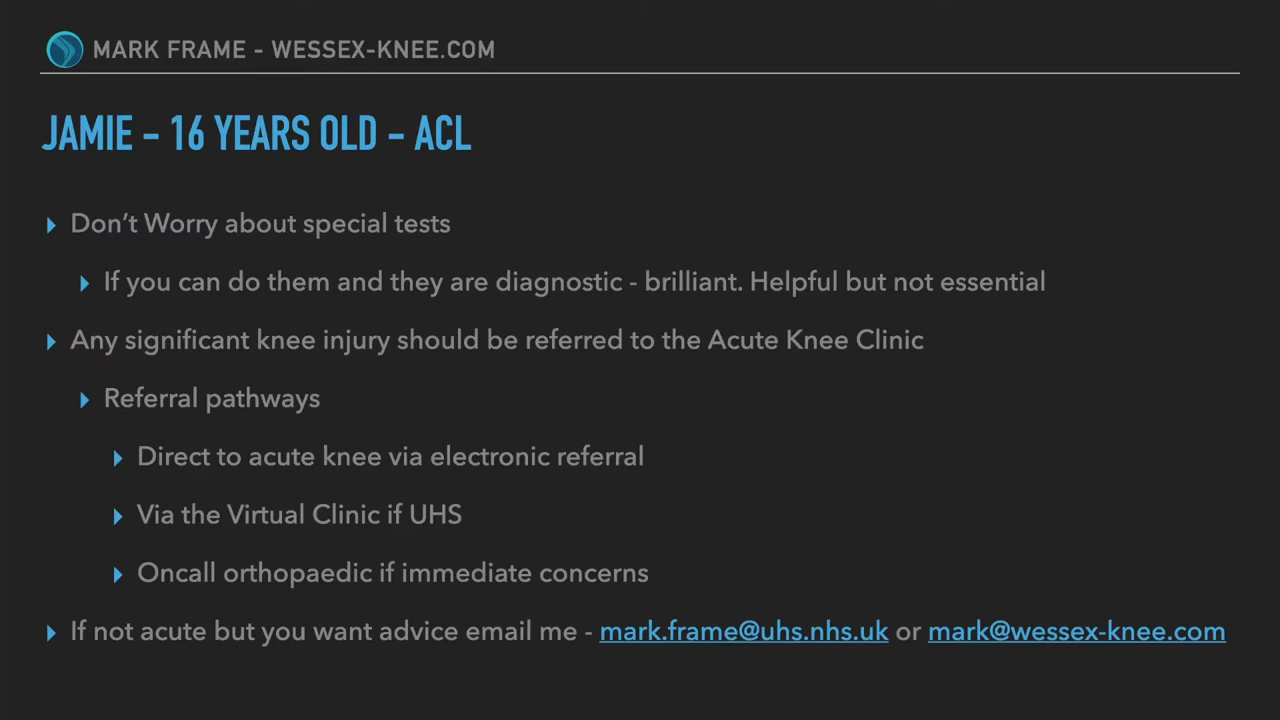 MARK FRAME - WESSEX-KNEE.COM
JAMIE – 16 YEARS OLD – ACL
Don’t Worry about special tests
If you can do them and they are diagnostic - brilliant. Helpful but not essential
Any significant knee injury should be referred to the Acute Knee Clinic
Referral pathways
Direct to acute knee via electronic referral
Via the Virtual Clinic if UHS
Oncall orthopaedic if immediate concerns
If not acute but you want advice email me - mark.frame@uhs.nhs.uk or mark@wessex-knee.com